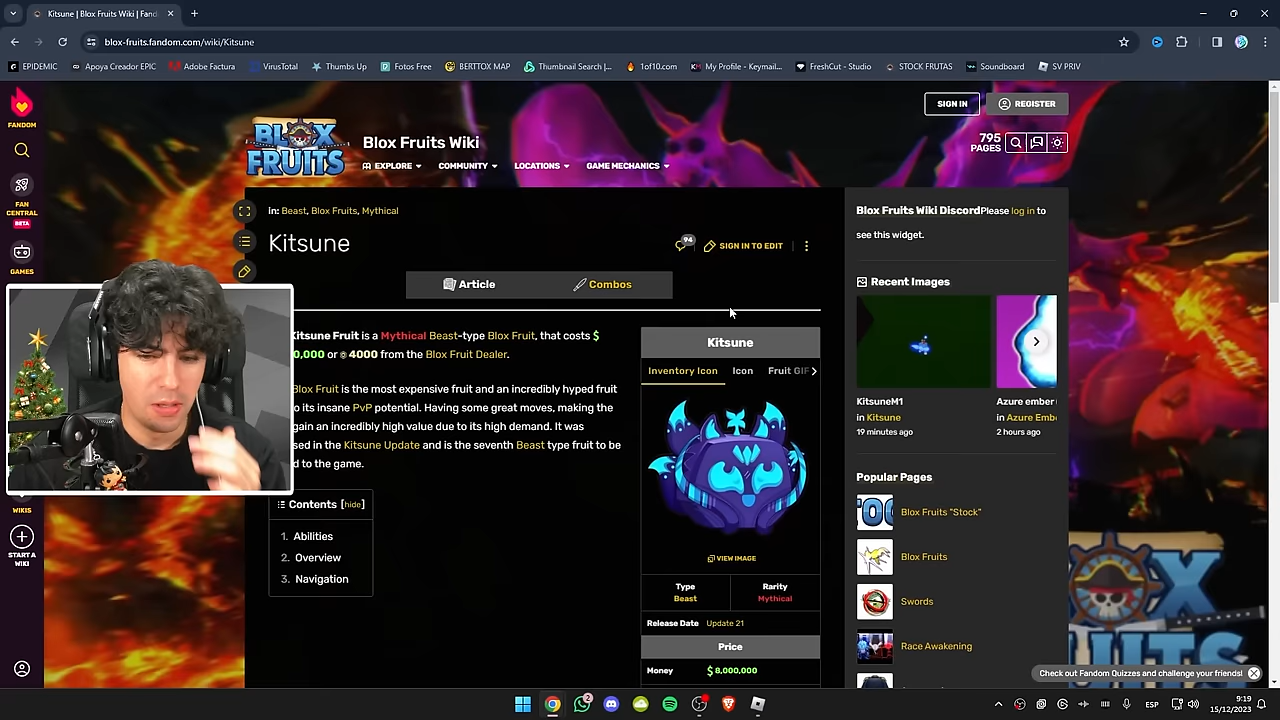 Kitsune | Blox Fruits Wiki | Fand
blox-fruits.fandom.com/wiki/Kitsune
EPIDEMIC
Apoya Creador EPIC
Adobe Factura
VirusTotal
Thumbs Up
Fotos Free
BERTTOX MAP
Thumbnail Search |...
1of10.com
My Profile - Keymail...
FreshCut - Studio
STOCK FRUTAS
Soundboard
SV PRIV
FANDOM
FAN CENTRAL
BETA
GAMES
WIKIS
START A WIKI
SIGN IN
REGISTER
BLOX FRUITS
Blox Fruits Wiki
EXPLORE
COMMUNITY
LOCATIONS
GAME MECHANICS
795
PAGES
in: Beast, Blox Fruits, Mythical
Kitsune
94
SIGN IN TO EDIT
Article
Combos
Kitsune Fruit is a Mythical Beast-type Blox Fruit, that costs $
0,000 or 4000 from the Blox Fruit Dealer.
Blox Fruit is the most expensive fruit and an incredibly hyped fruit
o its insane PvP potential. Having some great moves, making the
gain an incredibly high value due to its high demand. It was
sed in the Kitsune Update and is the seventh Beast type fruit to be
d to the game.
Contents [hide]
1. Abilities
2. Overview
3. Navigation
Kitsune
Inventory Icon
Icon
Fruit GIF
VIEW IMAGE
Type
Beast
Rarity
Mythical
Release Date
Update 21
Price
Money
$8,000,000
Blox Fruits Wiki DiscordPlease log in to
see this widget.
Recent Images
KitsuneM1
in Kitsune
19 minutes ago
Azure ember
in Azure Embe
2 hours ago
Popular Pages
Blox Fruits "Stock"
Blox Fruits
Swords
Race Awakening
Check out Fandom Quizzes and challenge your friends!
2
ESP
9:19
15/12/2023